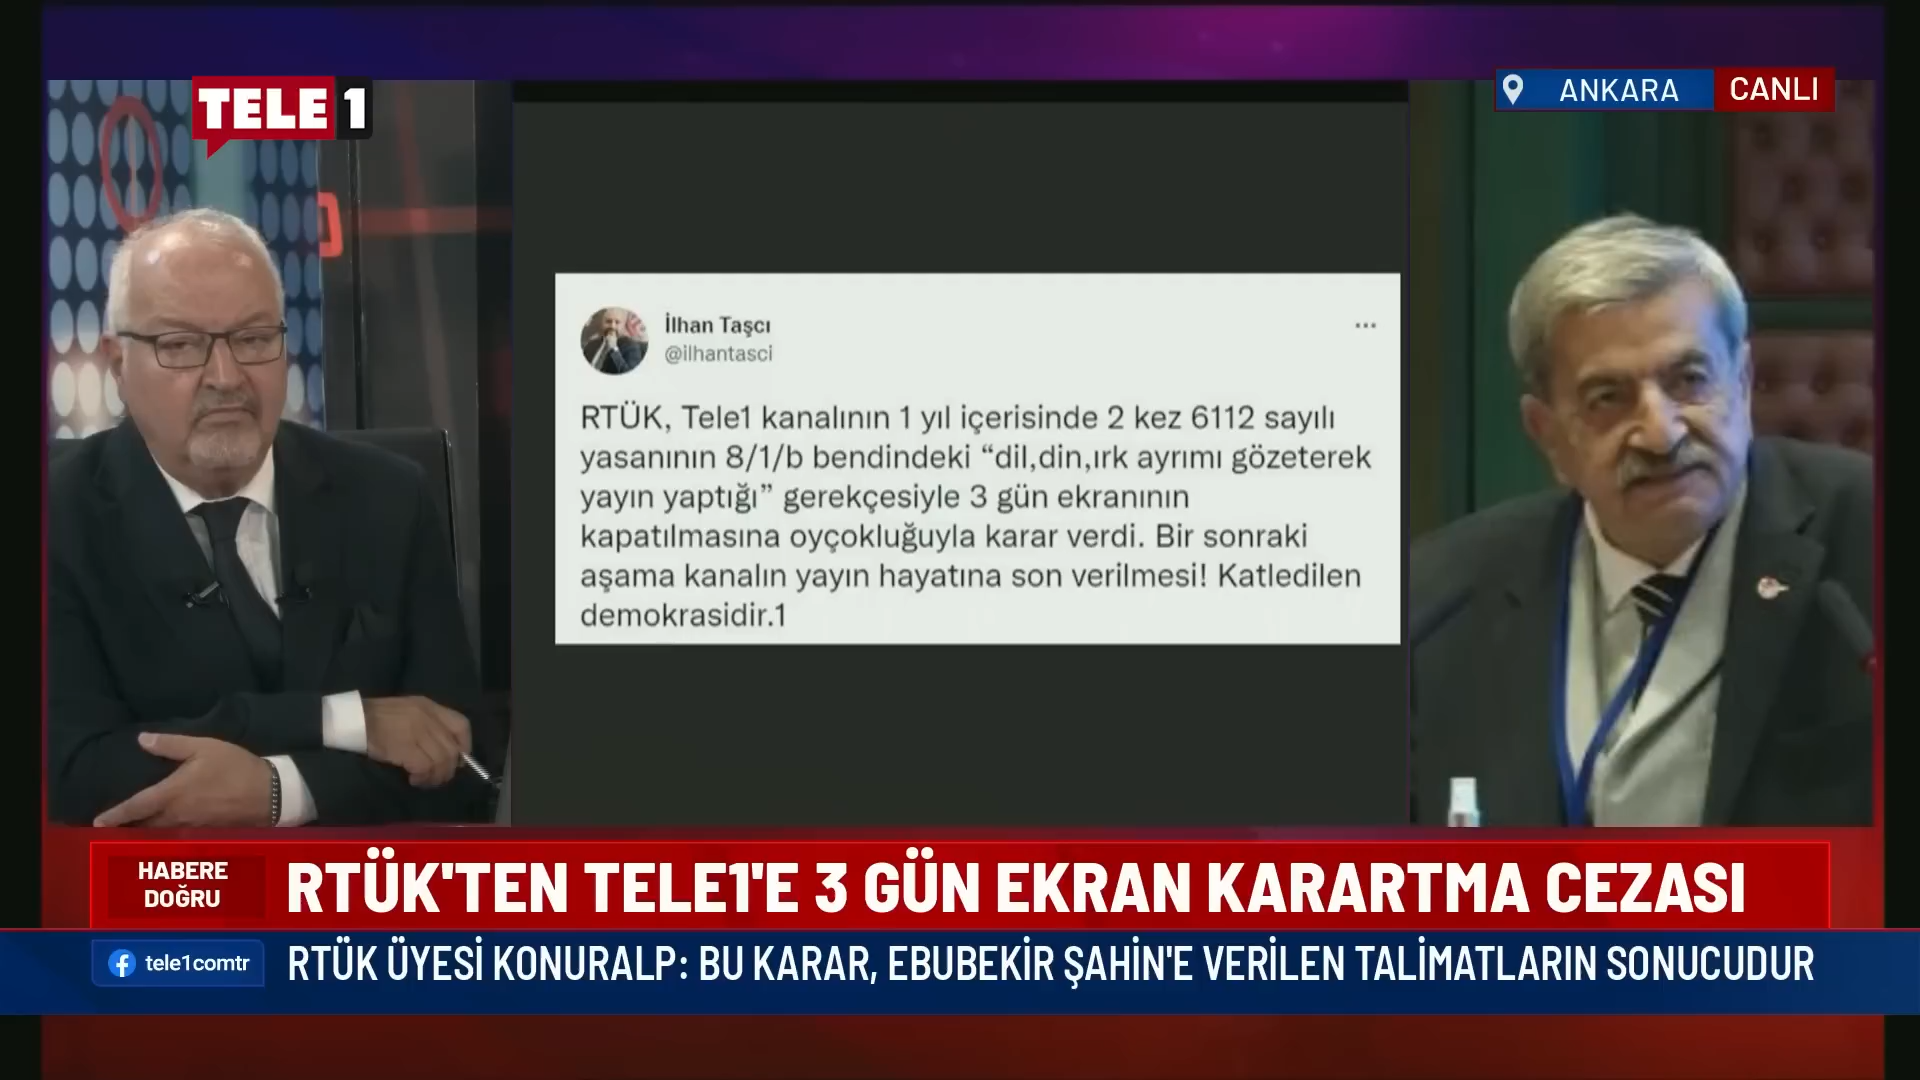 TELE 1
ANKARA CANLI
İlhan Taşcı
@ilhantasci
RTÜK, Tele1 kanalının 1 yıl içerisinde 2 kez 6112 sayılı
yasanının 8/1/b bendindeki “dil,din,ırk ayrımı gözeterek
yayın yaptığı” gerekçesiyle 3 gün ekranının
kapatılmasına oyçokluğuyla karar verdi. Bir sonraki
aşama kanalın yayın hayatına son verilmesi! Katledilen
demokrasidir.1
HABERE
DOĞRU
RTÜK'TEN TELE1'E 3 GÜN EKRAN KARARTMA CEZASI
tele1comtr
RTÜK ÜYESİ KONURALP: BU KARAR, EBUBEKİR ŞAHİN'E VERİLEN TALİMATLARIN SONUCUDUR